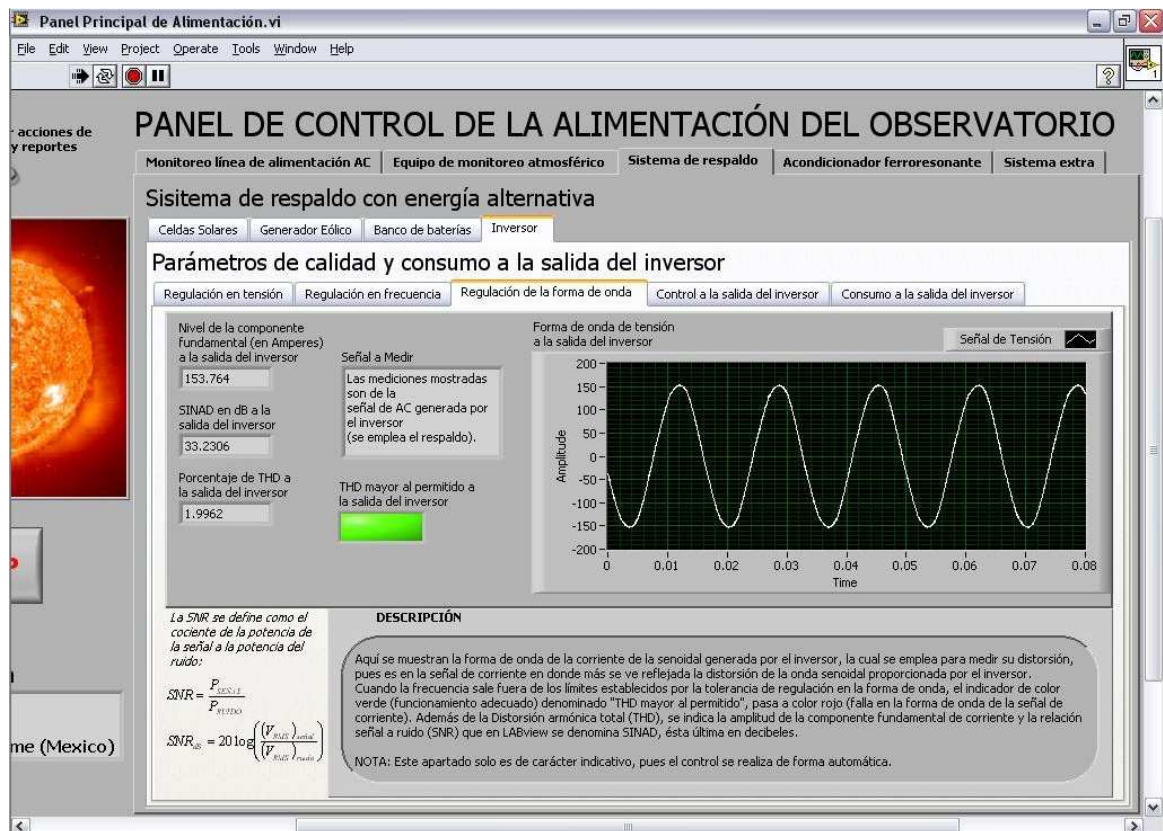 Panel Principal de Alimentación.vi
File Edit View Project Operate Tools Window Help
1
acciones de
y reportes
PANEL DE CONTROL DE LA ALIMENTACIÓN DEL OBSERVATORIO
Monitoreo línea de alimentación AC Equipo de monitoreo atmosférico Sistema de respaldo Acondicionador ferroresonante Sistema extra
Sisitema de respaldo con energía alternativa
Celdas Solares Generador Eólico Banco de baterías Inversor
Parámetros de calidad y consumo a la salida del inversor
Regulación en tensión Regulación en frecuencia Regulación de la forma de onda Control a la salida del inversor Consumo a la salida del inversor
Nivel de la componente
fundamental (en Amperes)
a la salida del inversor
153.764
SINAD en dB a la
salida del inversor
33.2306
Porcentaje de THD a
la salida del inversor
1.9962
Señal a Medir
Las mediciones mostradas
son de la
señal de AC generada por
el inversor
(se emplea el respaldo).
THD mayor al permitido a
la salida del inversor
Forma de onda de tensión
a la salida del inversor
Señal de Tensión
Amplitude
200
150
100
50
0
-50
-100
-150
-200
0 0.01 0.02 0.03 0.04 0.05 0.06 0.07 0.08
Time
La SNR se define como el
cociente de la potencia de
la señal a la potencia del
ruido:
SNR = P SEÑAL / P RUIDO
SNR dB = 20 log((V RMS) señal / (V RMS) ruido)
DESCRIPCIÓN
Aquí se muestran la forma de onda de la corriente de la senoidal generada por el inversor, la cual se emplea para medir su distorsión,
pues es en la señal de corriente en donde más se ve reflejada la distorsión de la onda senoidal proporcionada por el inversor.
Cuando la frecuencia sale fuera de los límites establecidos por la tolerancia de regulación en la forma de onda, el indicador de color
verde (funcionamiento adecuado) denominado "THD mayor al permitido", pasa a color rojo (falla en la forma de onda de la señal de
corriente). Además de la Distorsión armónica total (THD), se indica la amplitud de la componente fundamental de corriente y la relación
señal a ruido (SNR) que en LABview se denomina SINAD, ésta última en decibeles.
NOTA: Este apartado solo es de carácter indicativo, pues el control se realiza de forma automática.
me (Mexico)